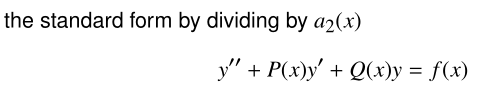 the standard form by dividing by a₂(x)
y″ + P(x)y′ + Q(x)y = f(x)